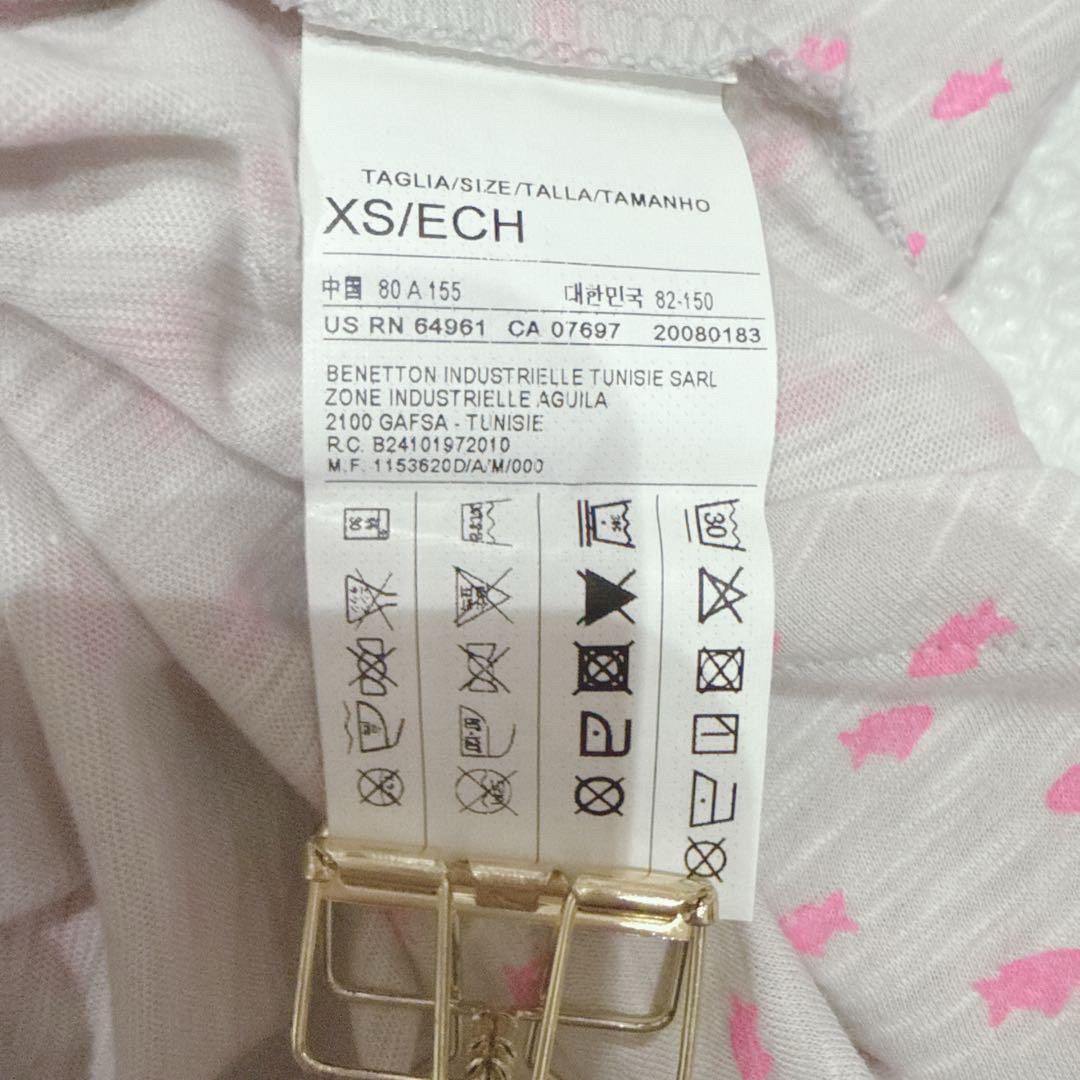 TAGLIA/SIZE/TALLA/TAMANHO
XS/ECH
中国 80 A 155 대한민국 82-150
US RN 64961 CA 07697 20080183
BENETTON INDUSTRIELLE TUNISIE SARL
ZONE INDUSTRIELLE AGUILA
2100 GAFSA - TUNISIE
R.C. B24101972010
M.F. 1153620D/A/M/000
30